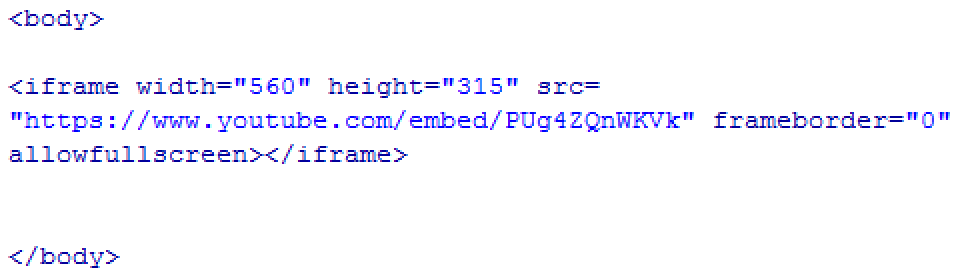 <body>
<iframe width="560" height="315" src=
"https://www.youtube.com/embed/PUg4ZQnWKVk" frameborder="0"
allowfullscreen></iframe>
</body>